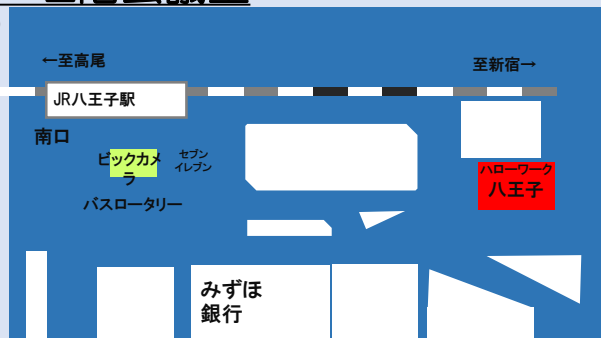 ←至高尾
至新宿→
JR八王子駅
南口
ビックカメ
ラ
セブン
イレブン
ハローワーク
八王子
バスロータリー
みずほ
銀行